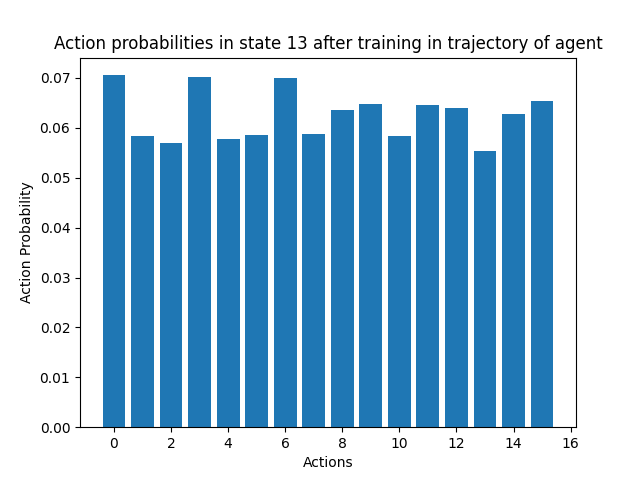 Action probabilities in state 13 after training in trajectory of agent
0.07
0.06
0.05
0.04
0.03
0.02
0.01
0.00
Action Probability
0 2 4 6 8 10 12 14 16
Actions